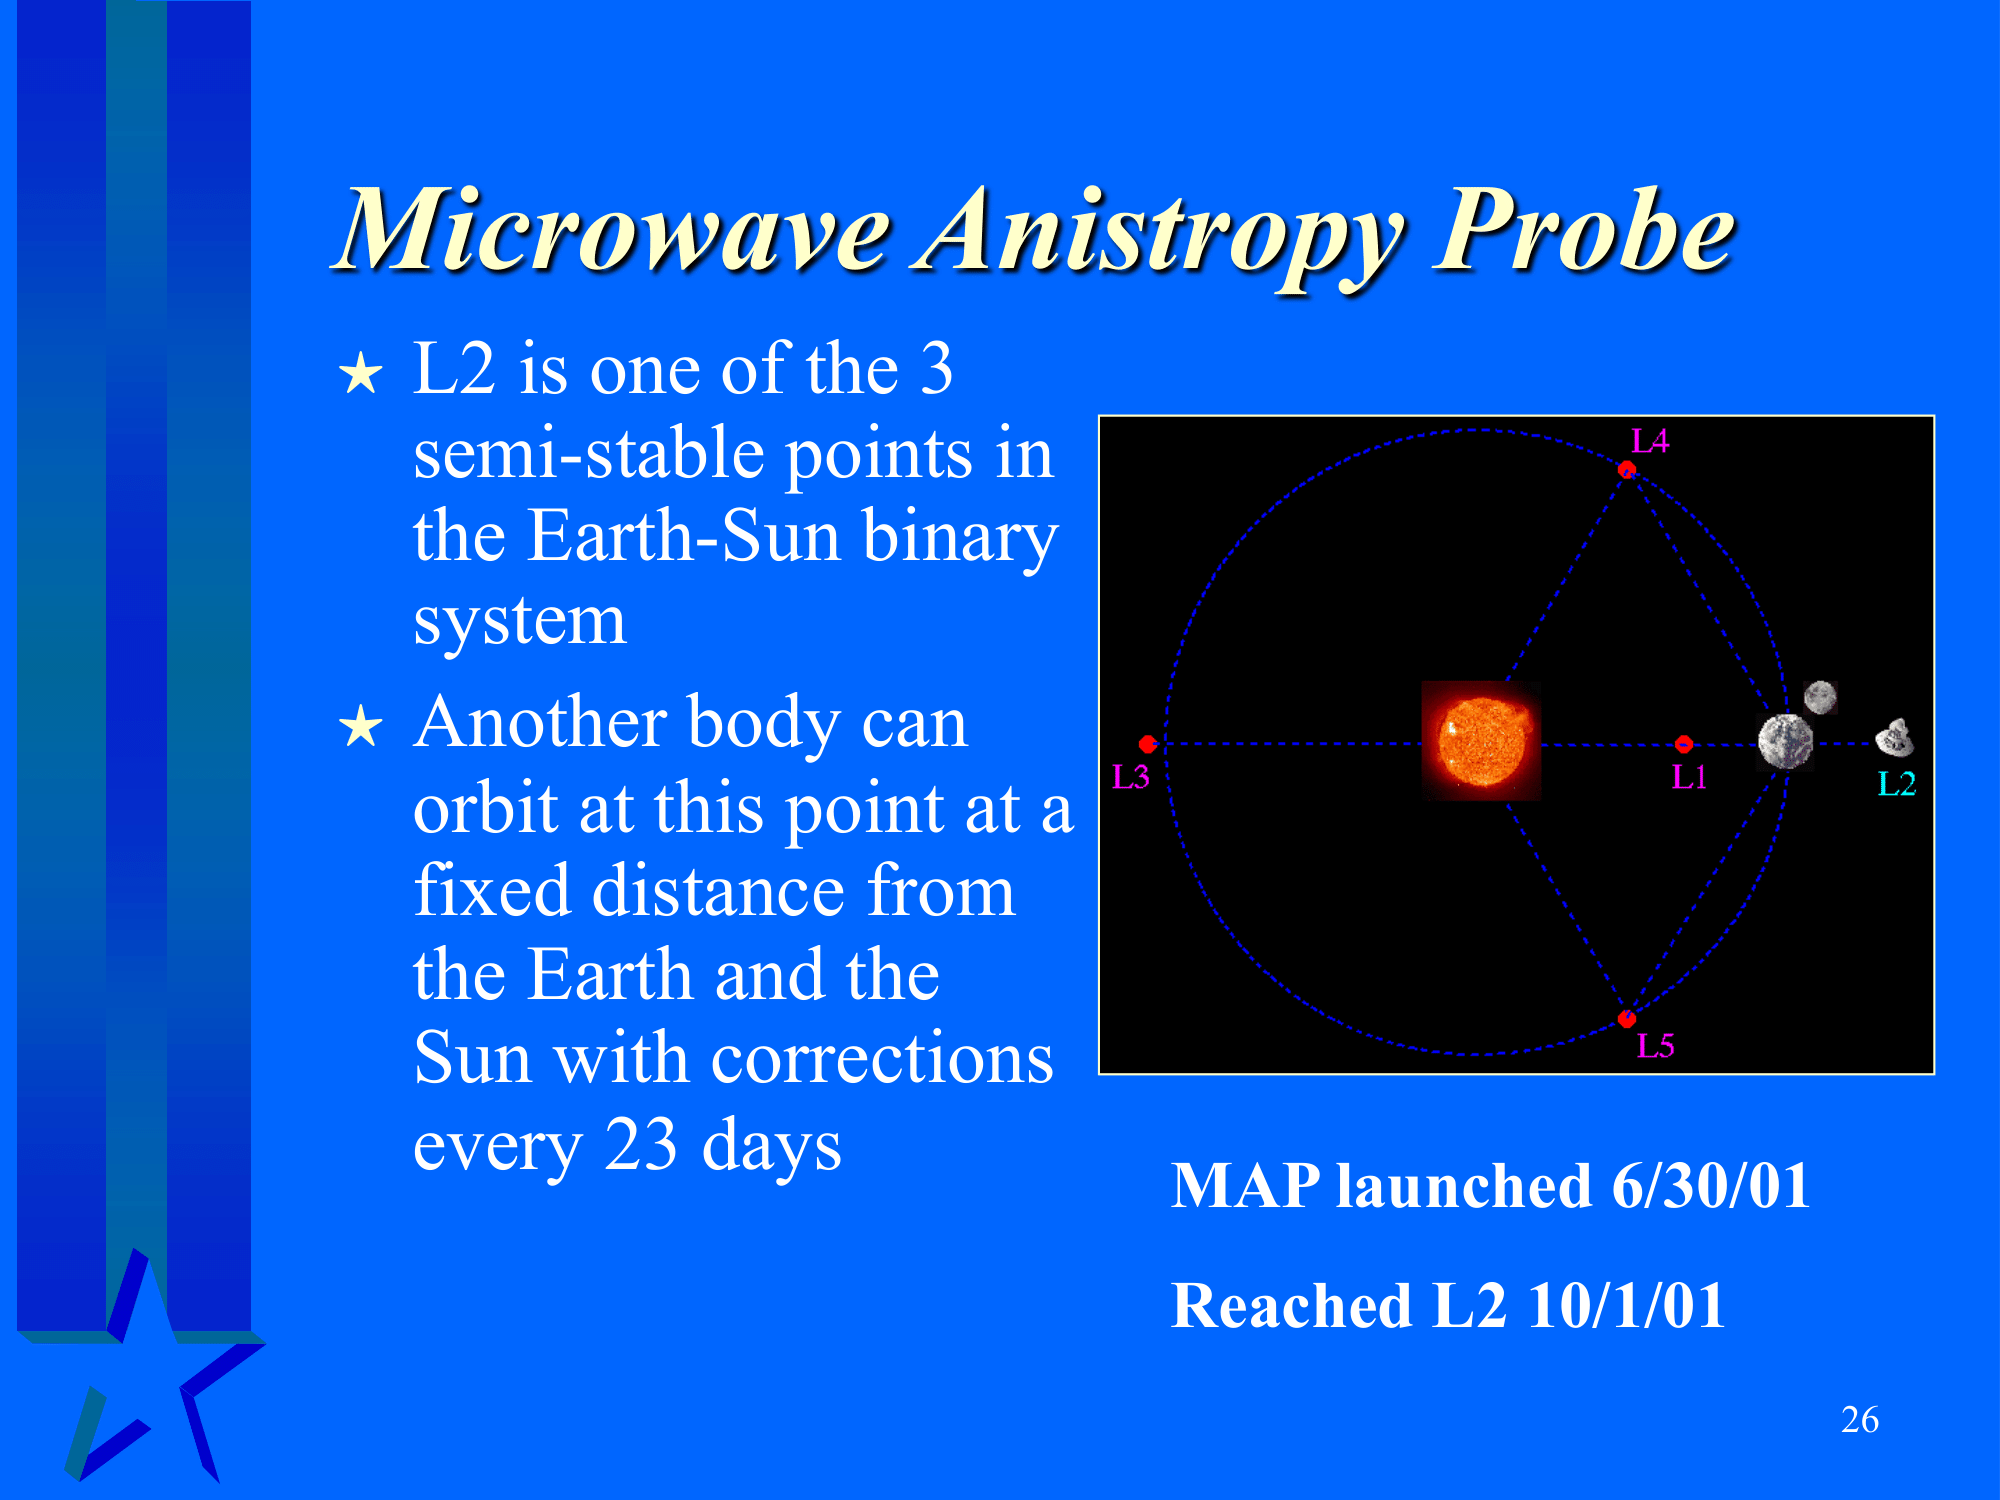 Microwave Anistropy Probe
L2 is one of the 3
semi-stable points in
the Earth-Sun binary
system
Another body can
orbit at this point at a
fixed distance from
the Earth and the
Sun with corrections
every 23 days
L4
L3
L1
L2
L5
MAP launched 6/30/01
Reached L2 10/1/01
26